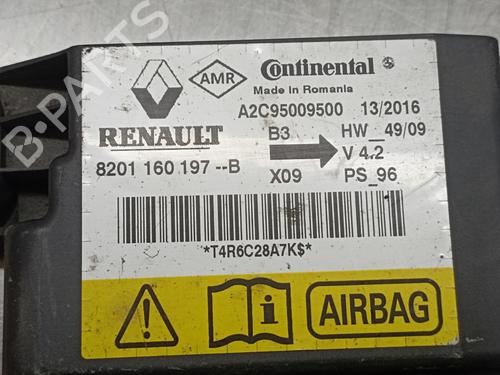 AMR
Continental
Made in Romania
A2C95009500 13/2016
RENAULT
B3 HW_49/09
V 4.2
8201 160 197 --B
X09 PS_96
*T4R6C28A7K$*
AIRBAG
B-PARTS